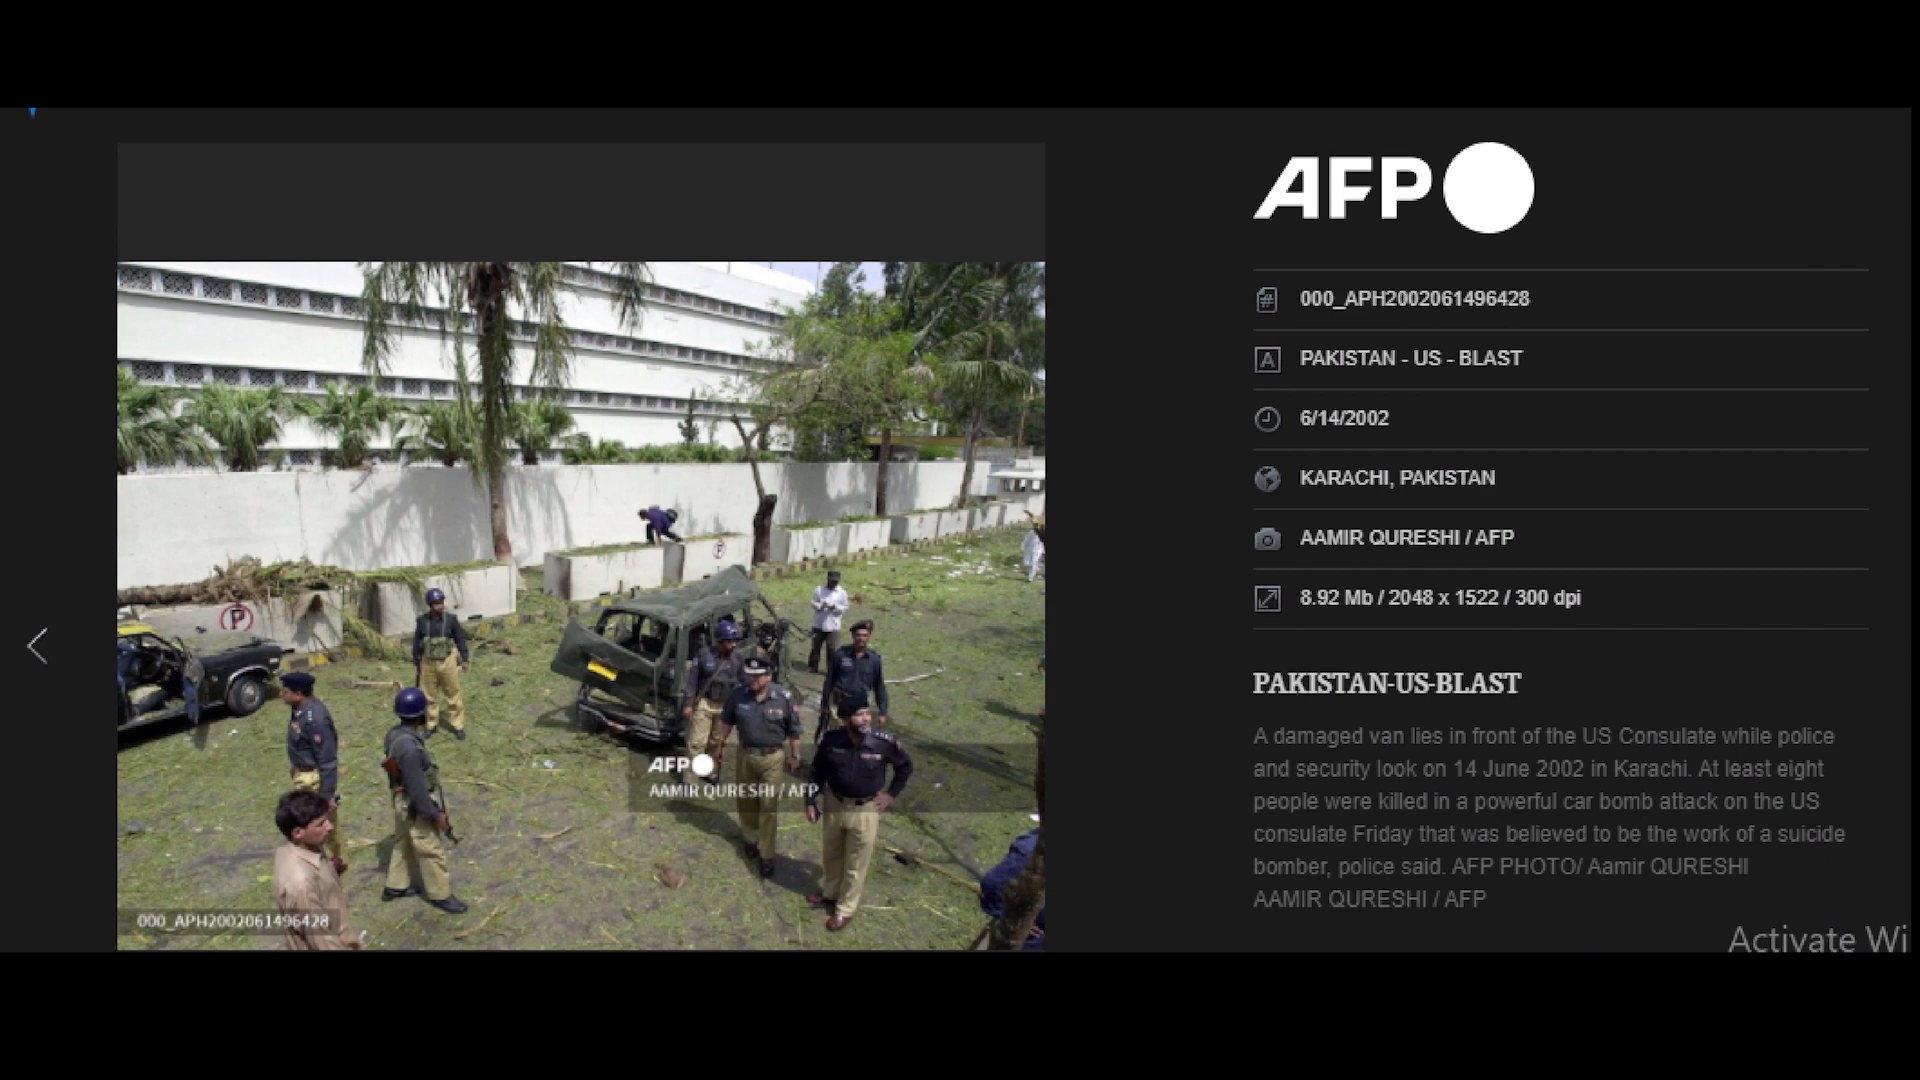 AFP
000_APH2002061496428
PAKISTAN - US - BLAST
6/14/2002
KARACHI, PAKISTAN
AAMIR QURESHI / AFP
8.92 Mb / 2048 x 1522 / 300 dpi
PAKISTAN-US-BLAST
A damaged van lies in front of the US Consulate while police
and security look on 14 June 2002 in Karachi. At least eight
people were killed in a powerful car bomb attack on the US
consulate Friday that was believed to be the work of a suicide
bomber, police said. AFP PHOTO/ Aamir QURESHI
AAMIR QURESHI / AFP
P
P
AFP
AAMIR QURESHI / AFP
000_APH2002061496428
Activate Wi